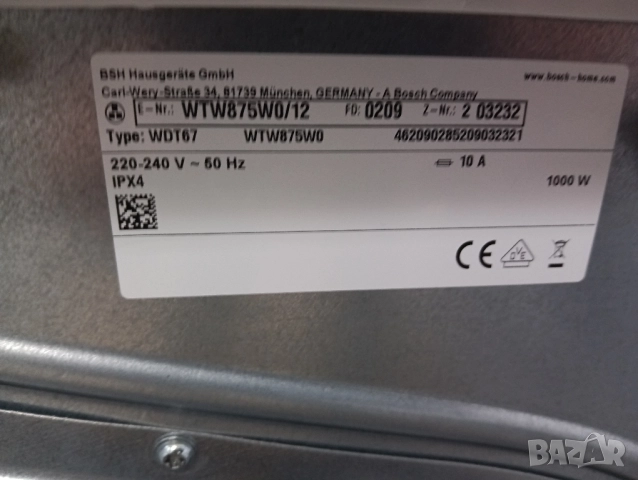 BSH Hausgeräte GmbH
www.bosch-home.com
Carl-Wery-Straße 34, 81739 München, GERMANY - A Bosch Company
E-Nr.: WTW875W0/12 FD: 0209 Z-Nr.: 2 03232
Type: WDT67 WTW875W0 462090285209032321
220-240 V ~ 50 Hz 10 A
IPX4 1000 W
CE OVE
BAZAR